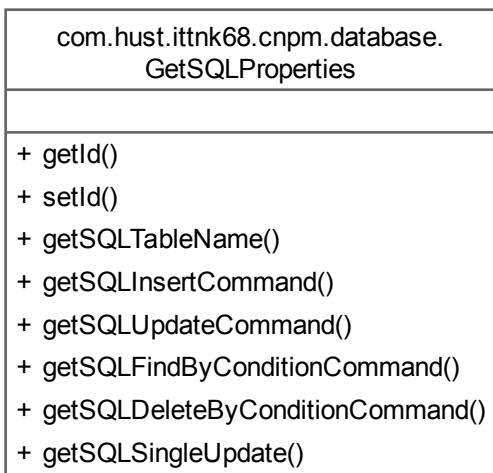 com.hust.ittnk68.cnpm.database.
GetSQLProperties
+ getId()
+ setId()
+ getSQLTableName()
+ getSQLInsertCommand()
+ getSQLUpdateCommand()
+ getSQLFindByConditionCommand()
+ getSQLDeleteByConditionCommand()
+ getSQLSingleUpdate()